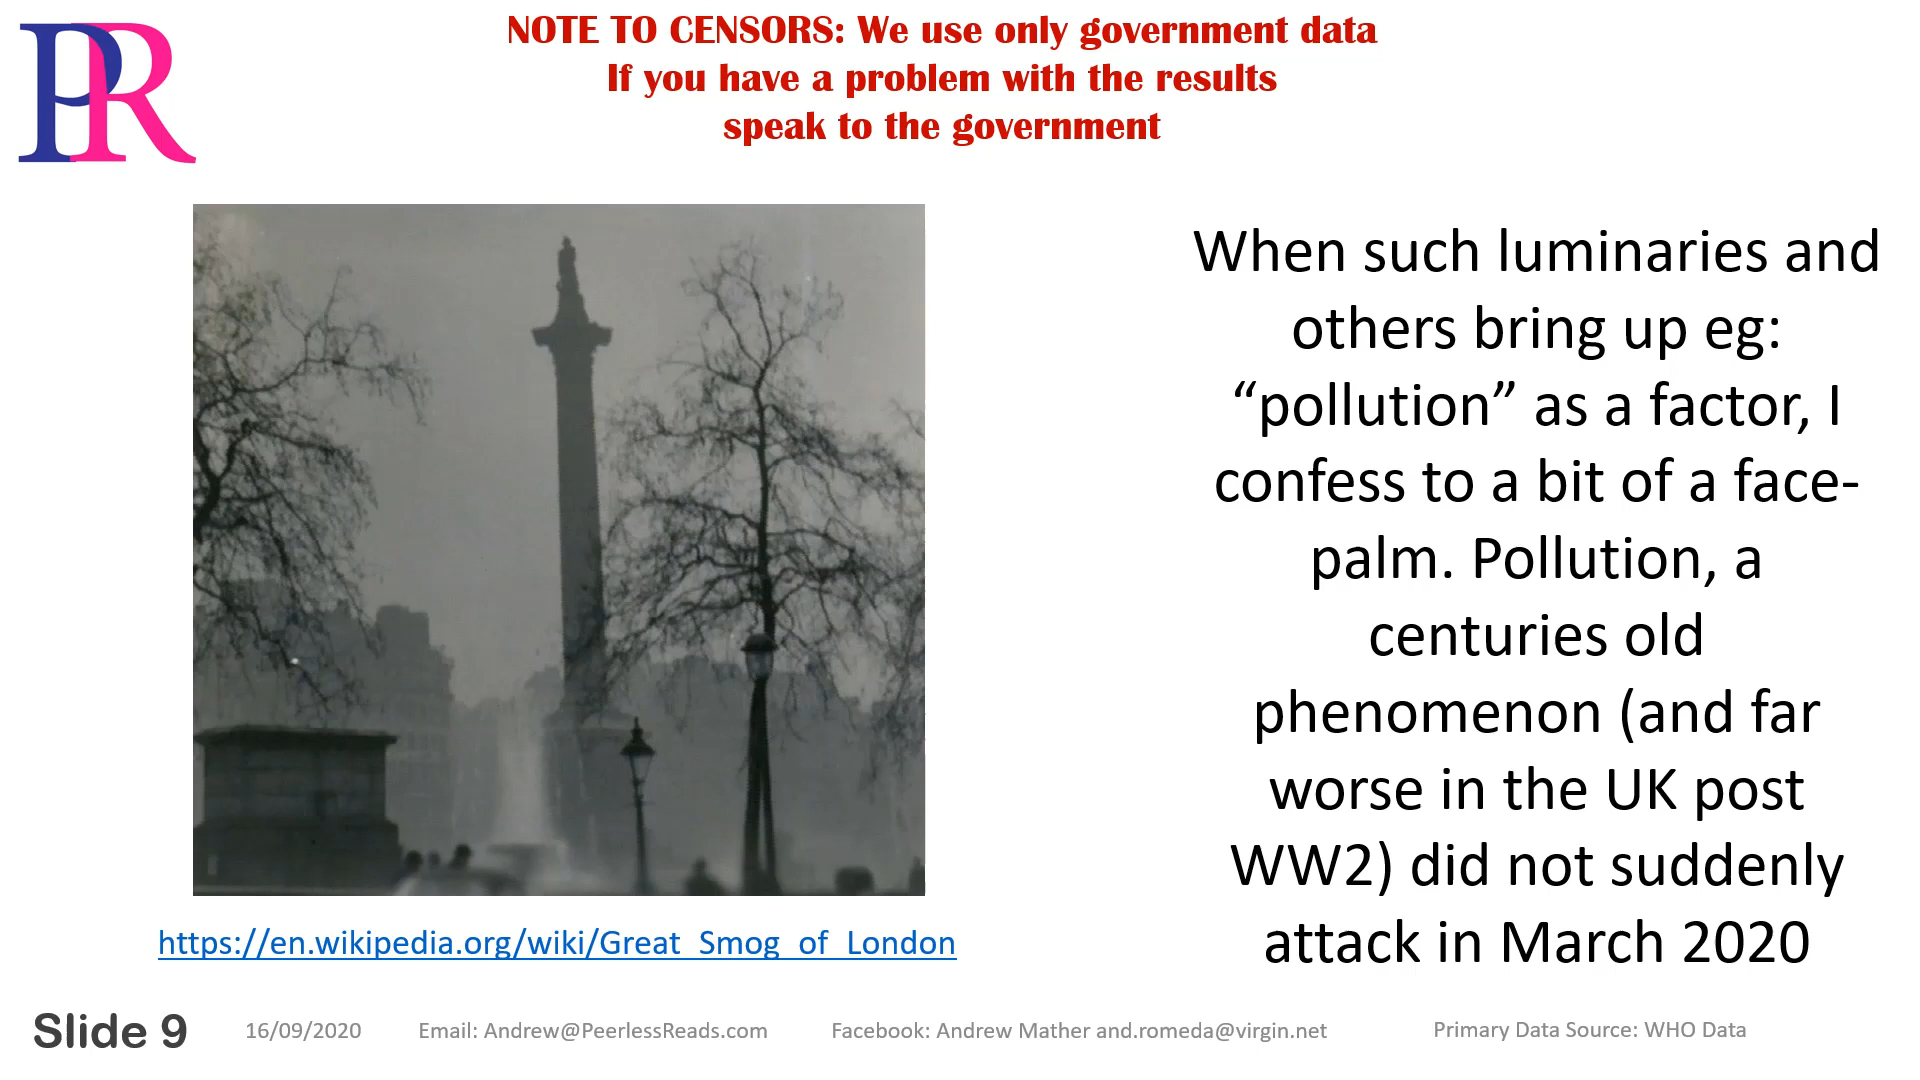 PR
NOTE TO CENSORS: We use only government data
If you have a problem with the results
speak to the government
When such luminaries and
others bring up eg:
“pollution” as a factor, I
confess to a bit of a face-
palm. Pollution, a
centuries old
phenomenon (and far
worse in the UK post
WW2) did not suddenly
attack in March 2020
https://en.wikipedia.org/wiki/Great_Smog_of_London
Slide 9 16/09/2020 Email: Andrew@PeerlessReads.com Facebook: Andrew Mather and.romeda@virgin.net Primary Data Source: WHO Data